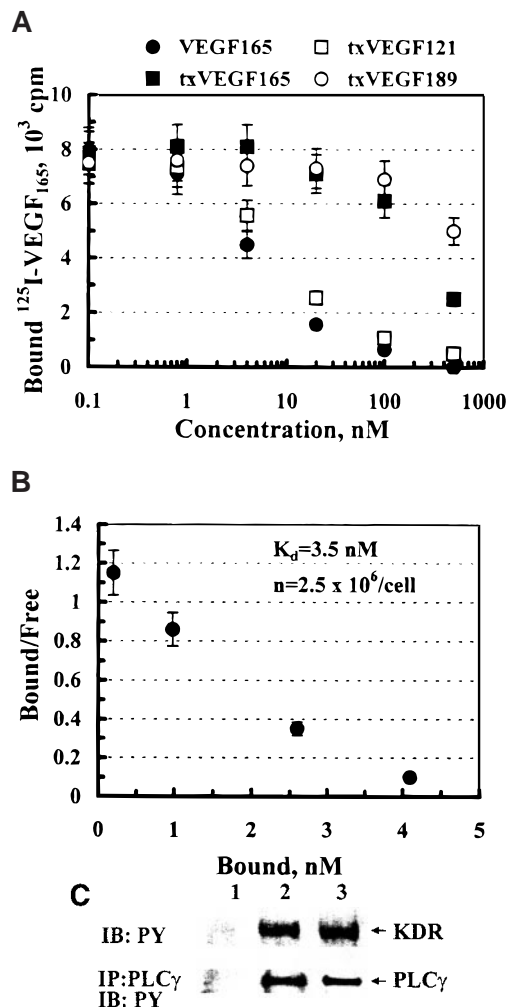 A
● VEGF165 □ txVEGF121
■ txVEGF165 ○ txVEGF189
Bound ¹²⁵I-VEGF₁₆₅, 10³ cpm
10
8
6
4
2
0
0.1 1 10 100 1000
Concentration, nM
B
Bound/Free
1.4
1.2
1
0.8
0.6
0.4
0.2
0
K_d=3.5 nM
n=2.5 x 10⁶/cell
0 1 2 3 4 5
Bound, nM
C
1 2 3
IB: PY ← KDR
IP:PLCγ ← PLCγ
IB: PY